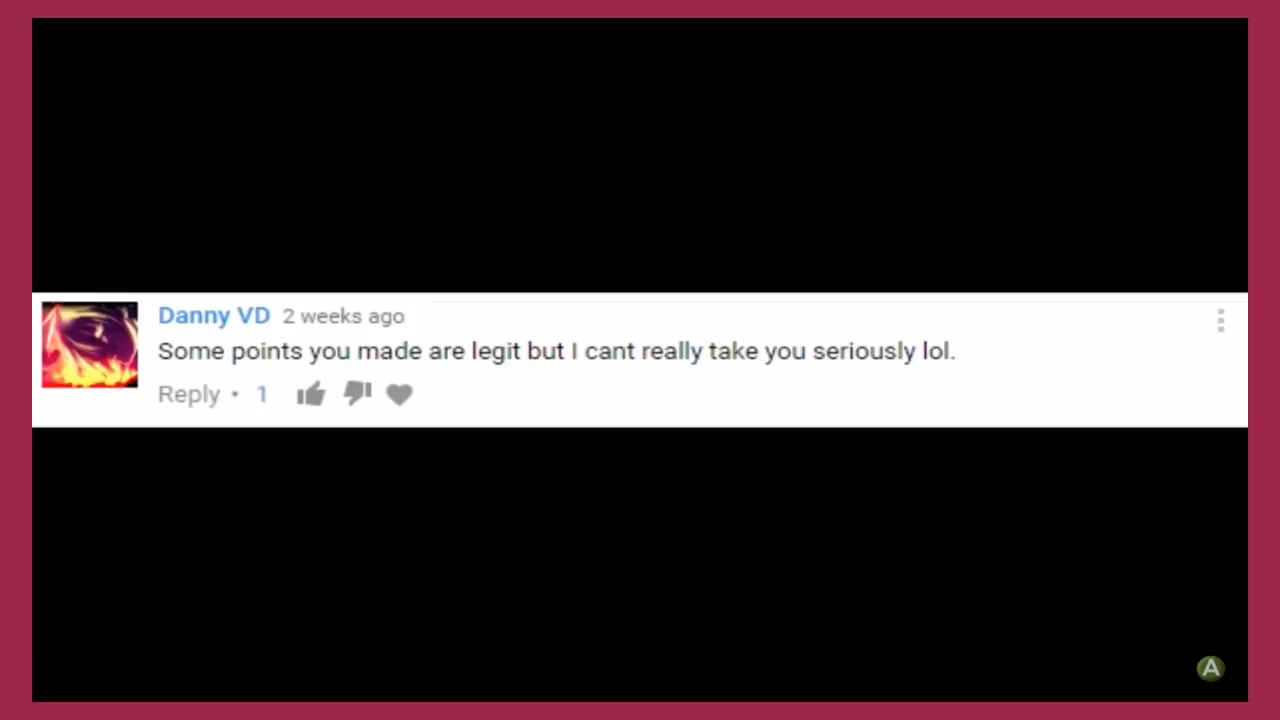 Danny VD 2 weeks ago
Some points you made are legit but I cant really take you seriously lol.
Reply • 1
A